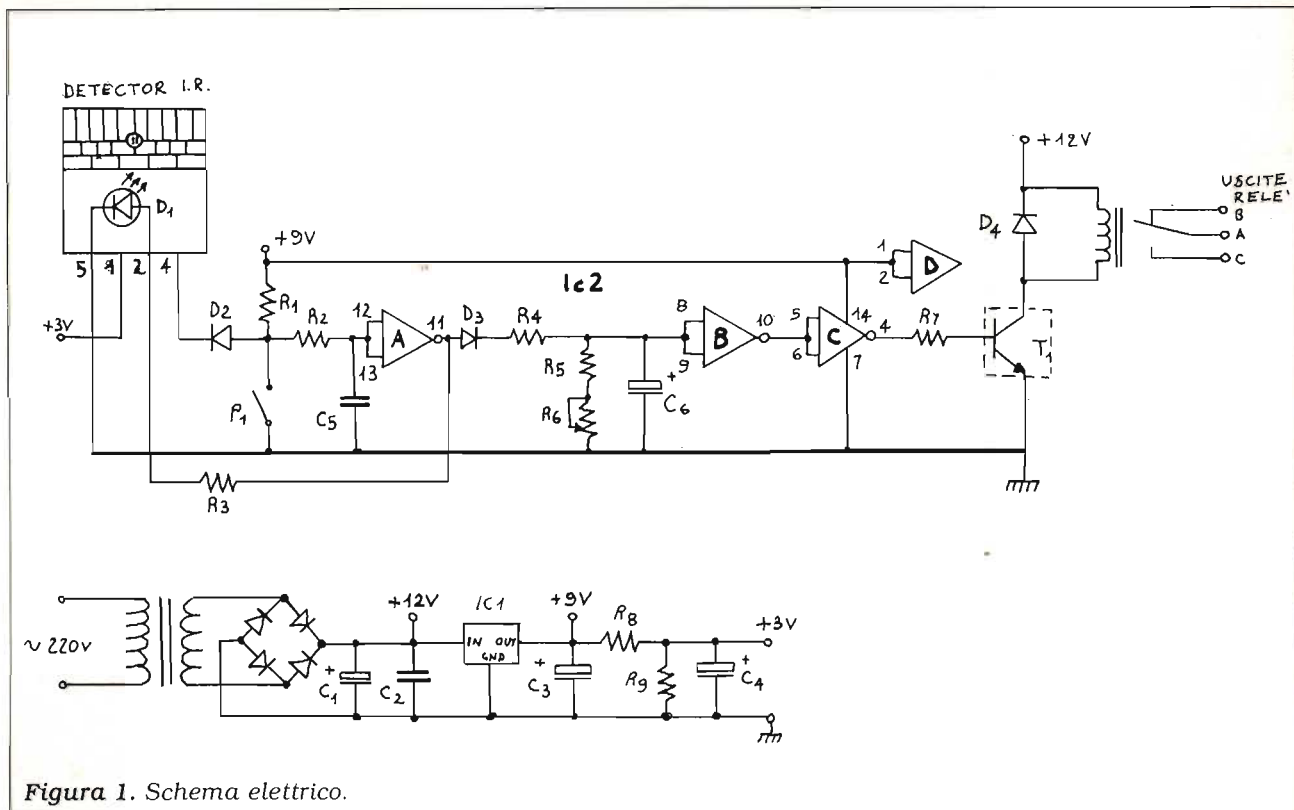 DETECTOR I.R.
D1
5 1 2 4
+3V
+9V
D2
R1
R2
P1
C5
12
13
A
11
D3
R3
R4
R5
R6
C6
Ic2
8
9
B
10
5
6
C
14
7
4
1
2
D
R7
T1
D4
+12V
USCITE
RELE'
B
A
C
~ 220V
+12V
C1
C2
IC1
IN OUT
GND
+9V
C3
R8
R9
+3V
C4
Figura 1. Schema elettrico.